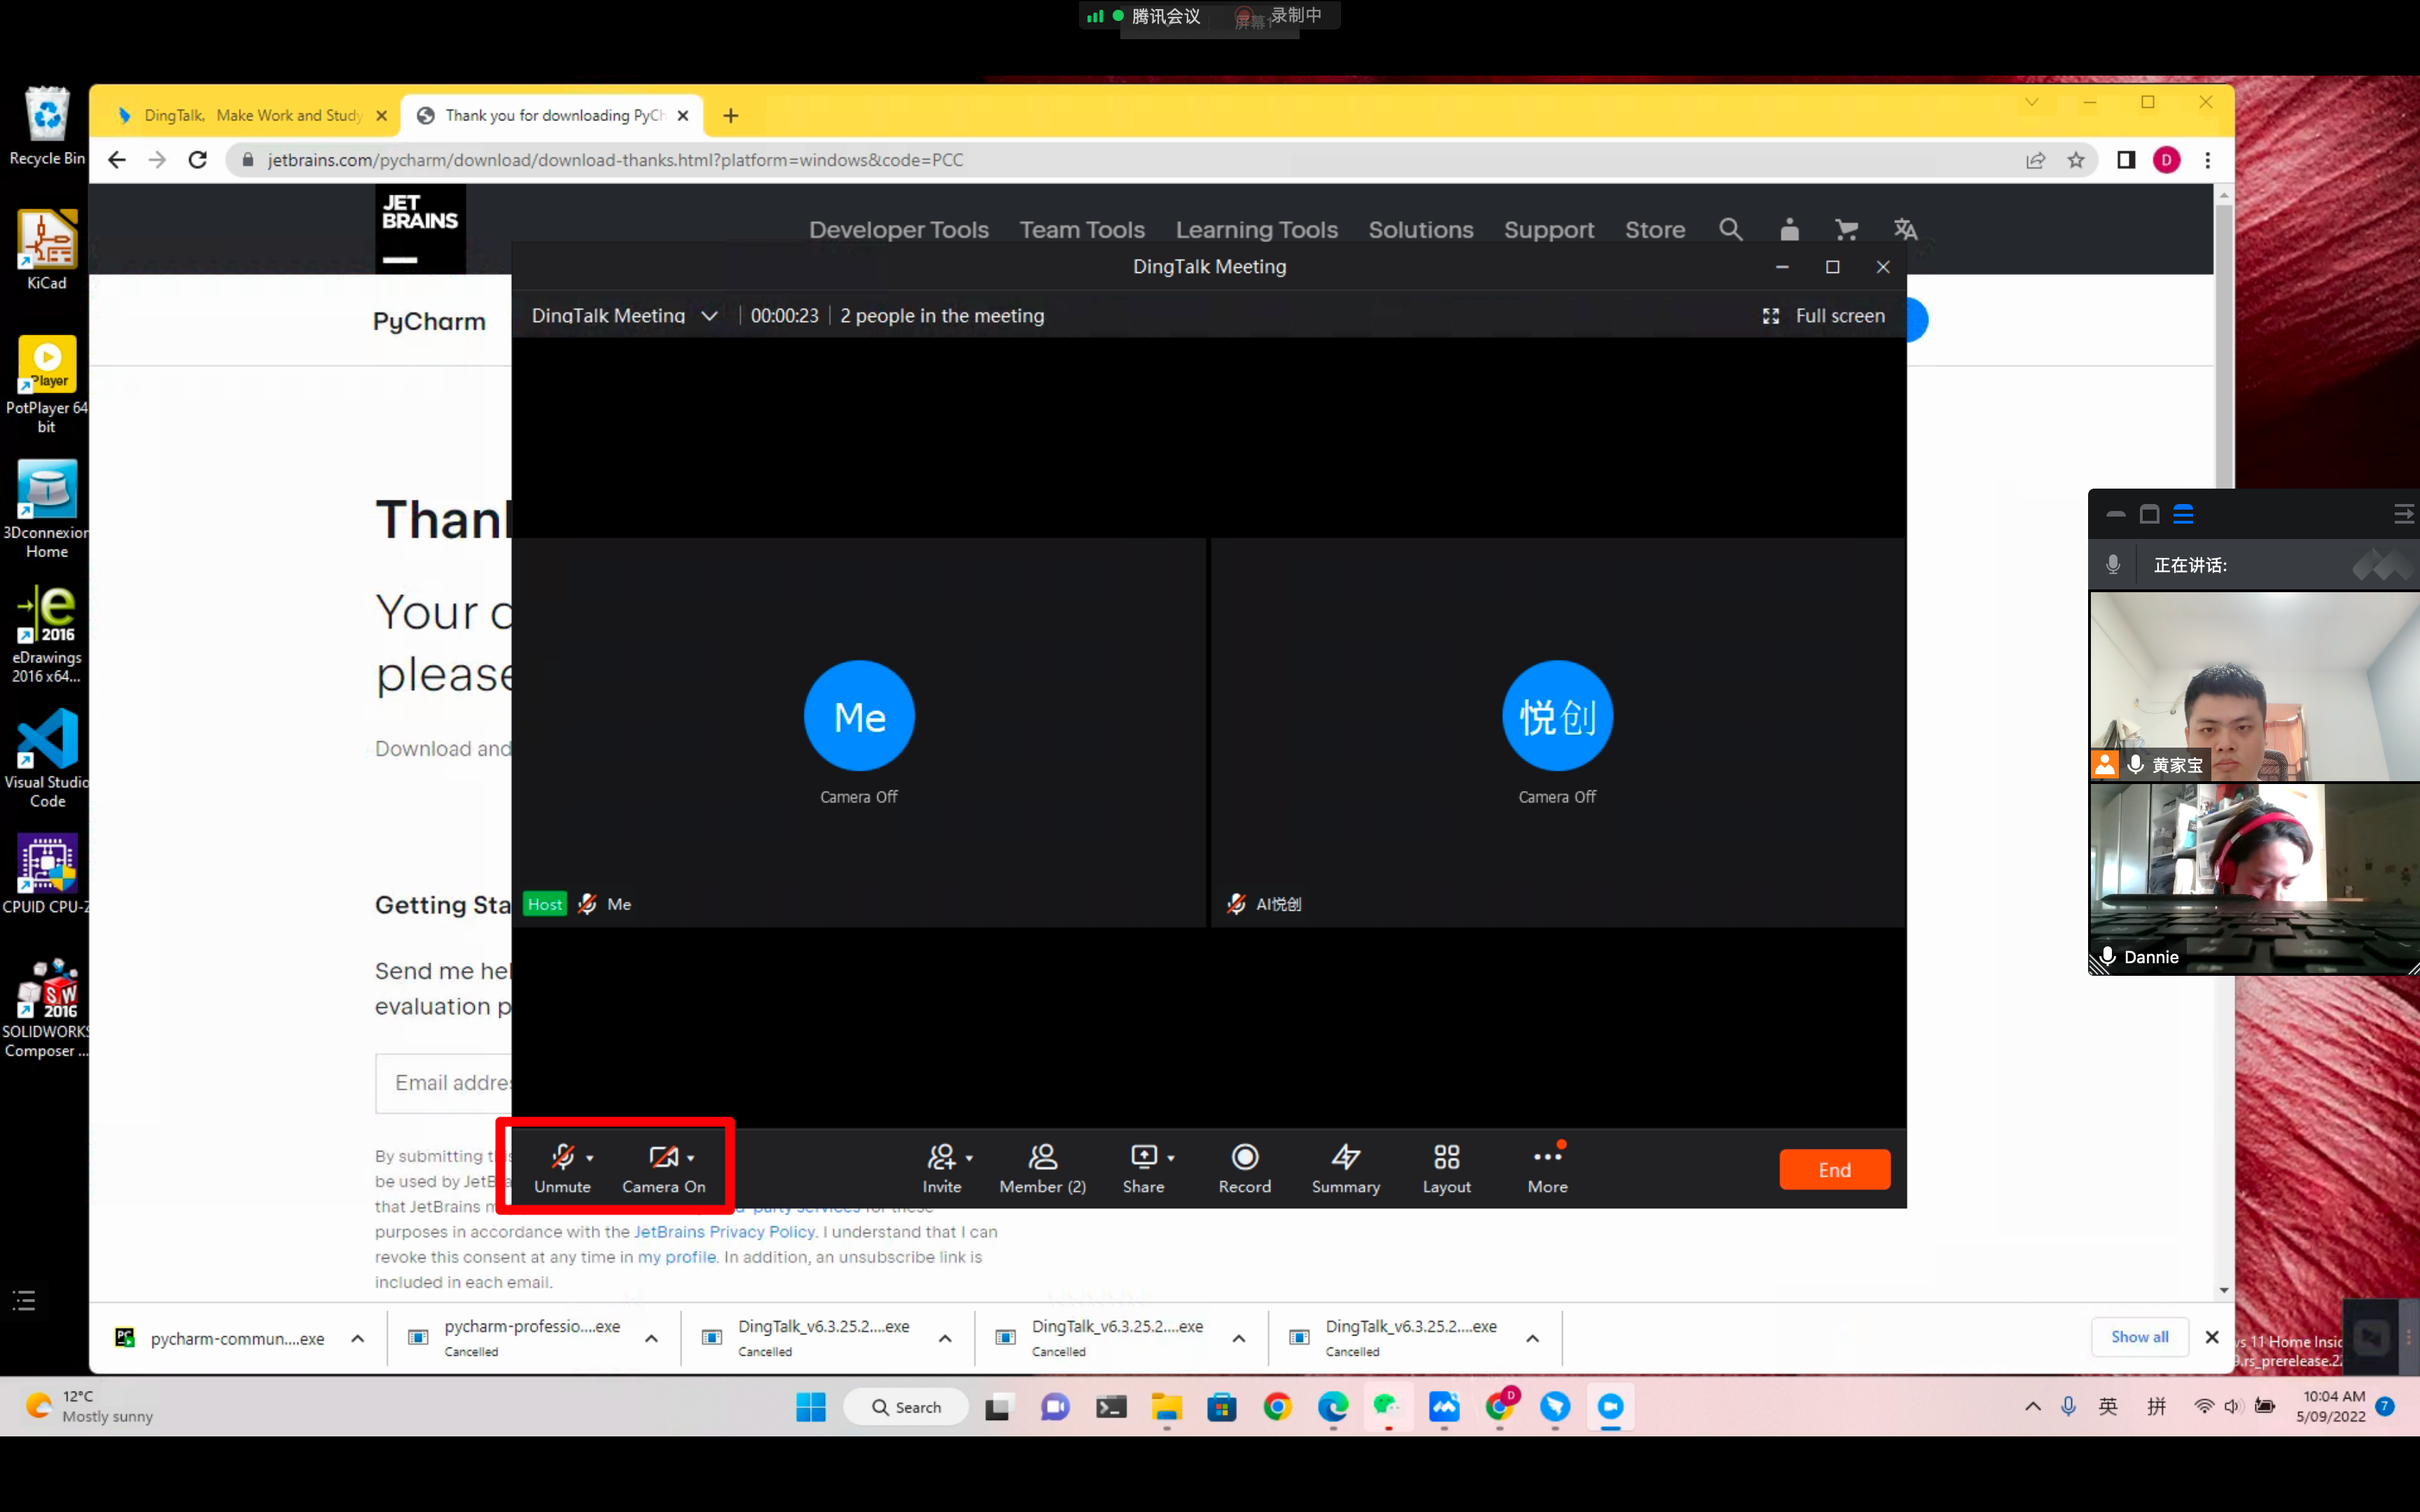 腾讯会议
录制中
Recycle Bin
KiCad
Player
PotPlayer 64
bit
3Dconnexion
Home
2016
eDrawings
2016 x64...
Visual Studio
Code
CPUID CPU-Z
SW
2016
SOLIDWORKS
Composer ...
DingTalk, Make Work and Study
Thank you for downloading PyCh
jetbrains.com/pycharm/download/download-thanks.html?platform=windows&code=PCC
D
JET
BRAINS
Developer Tools
Team Tools
Learning Tools
Solutions
Support
Store
PyCharm
Than
Your
please
Download and
Getting Sta
Send me hel
evaluation p
Email addre
By submitting
be used by JetB
that JetBrains
purposes in accordance with the JetBrains Privacy Policy. I understand that I can
revoke this consent at any time in my profile. In addition, an unsubscribe link is
included in each email.
DingTalk Meeting
DingTalk Meeting
00:00:23
2 people in the meeting
Full screen
Me
Camera Off
悦创
Camera Off
Host
Me
AI悦创
Unmute
Camera On
Invite
Member (2)
Share
Record
Summary
Layout
More
End
正在讲话:
黄家宝
Dannie
pycharm-commun....exe
pycharm-professio....exe
Cancelled
DingTalk_v6.3.25.2....exe
Cancelled
DingTalk_v6.3.25.2....exe
Cancelled
DingTalk_v6.3.25.2....exe
Cancelled
Show all
s 11 Home Insi
.rs_prerelease.2
12°C
Mostly sunny
Search
D
英
拼
10:04 AM
5/09/2022
7